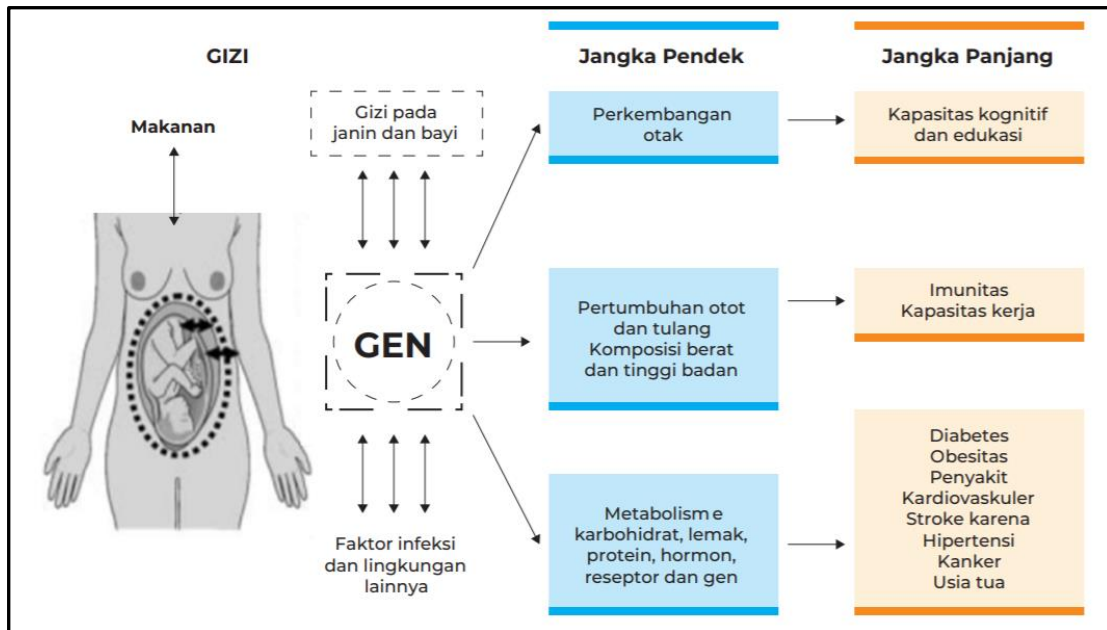 GIZI
Makanan
Gizi pada
janin dan bayi
GEN
Faktor infeksi
dan lingkungan
lainnya
Jangka Pendek
Perkembangan
otak
Pertumbuhan otot
dan tulang
Komposisi berat
dan tinggi badan
Metabolisme
karbohidrat, lemak,
protein, hormon,
reseptor dan gen
Jangka Panjang
Kapasitas kognitif
dan edukasi
Imunitas
Kapasitas kerja
Diabetes
Obesitas
Penyakit
Kardiovaskuler
Stroke karena
Hipertensi
Kanker
Usia tua